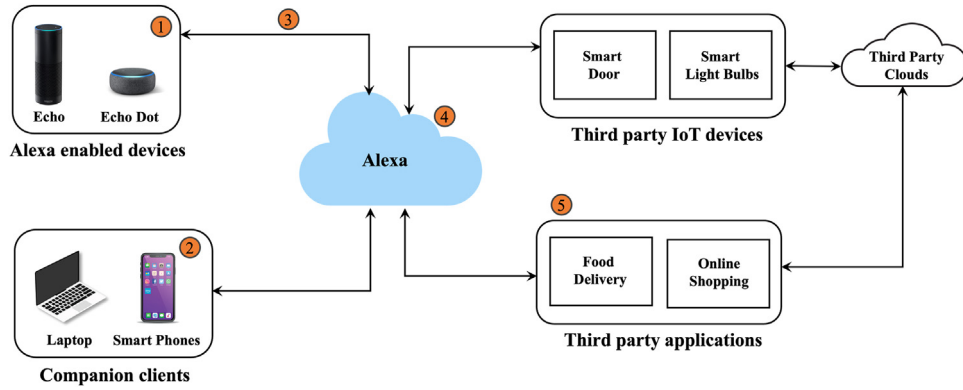 1
3
Echo
Echo Dot
Alexa enabled devices
Alexa
4
Smart
Door
Smart
Light Bulbs
Third party IoT devices
Third Party
Clouds
2
Laptop
Smart Phones
Companion clients
5
Food
Delivery
Online
Shopping
Third party applications